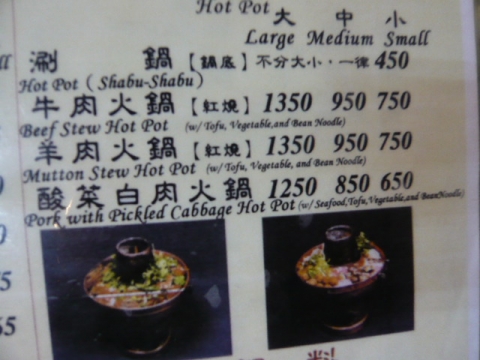 Hot Pot
大 中 小
Large Medium Small
涮 鍋【鍋底】不分大小·一律 450
Hot Pot ( Shabu-Shabu )
牛肉火鍋【紅燒】1350 950 750
Beef Stew Hot Pot (w/ Tofu, Vegetable, and Bean Noodle)
羊肉火鍋【紅燒】1350 950 750
Mutton Stew Hot Pot (w/ Tofu, Vegetable, and Bean Noodle)
酸菜白肉火鍋 1250 850 650
Pork with Pickled Cabbage Hot Pot (w/ Seafood, Tofu, Vegetable, and Bean Noodle)
料